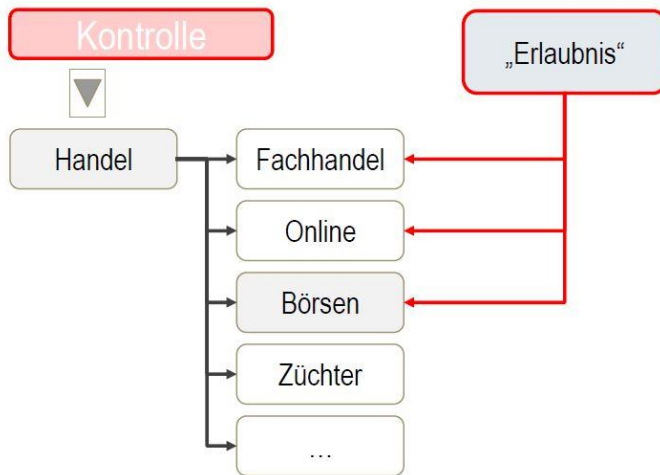 Kontrolle
„Erlaubnis“
Handel
Fachhandel
Online
Börsen
Züchter
...